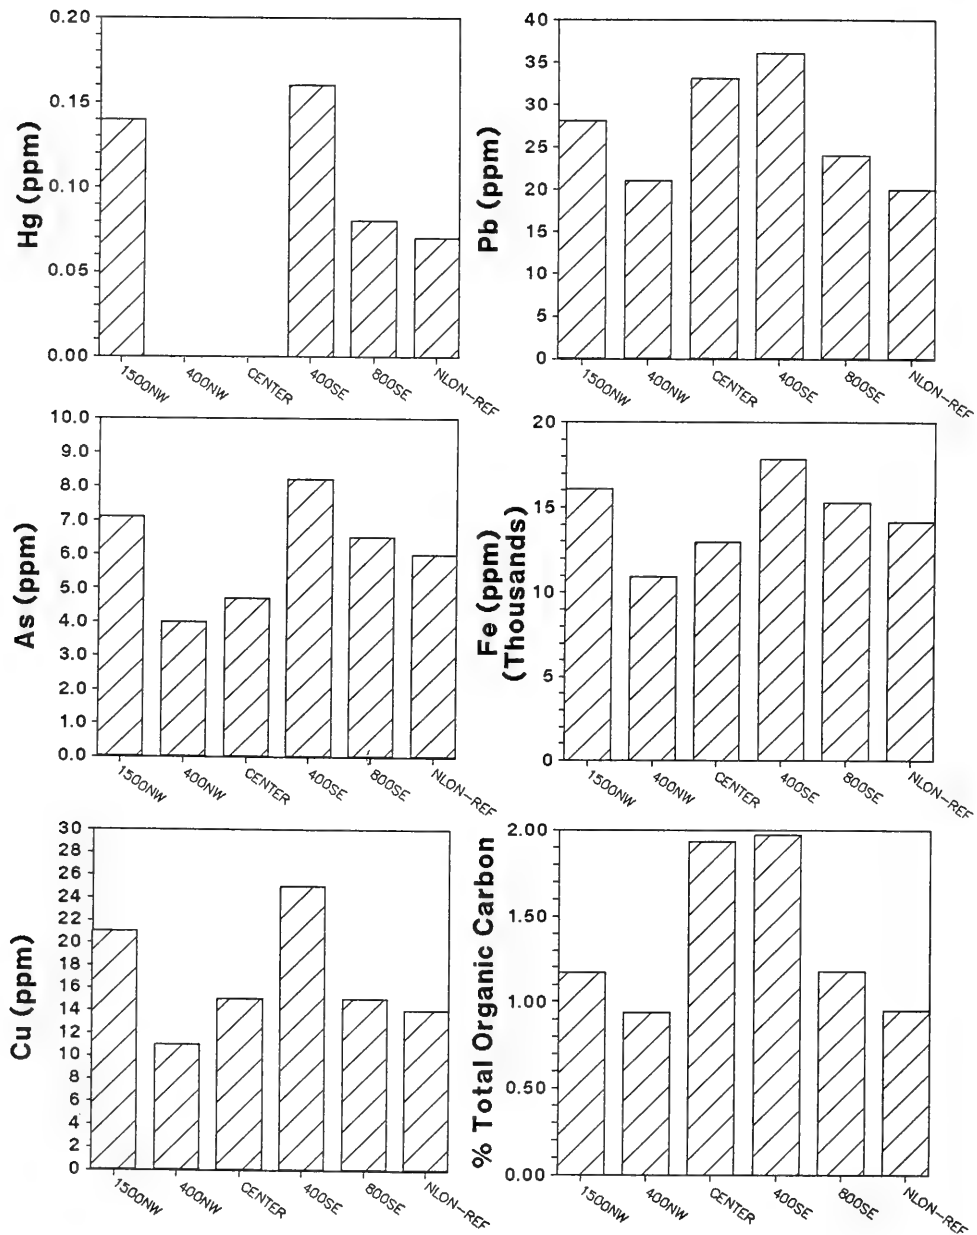 Hg (ppm)
0.20
0.15
0.10
0.05
0.00
1500NW
400NW
CENTER
400SE
800SE
NLON-REF
Pb (ppm)
40
35
30
25
20
15
10
5
0
1500NW
400NW
CENTER
400SE
800SE
NLON-REF
As (ppm)
10.0
9.0
8.0
7.0
6.0
5.0
4.0
3.0
2.0
1.0
0.0
1500NW
400NW
CENTER
400SE
800SE
NLON-REF
Fe (ppm)
(Thousands)
20
15
10
5
0
1500NW
400NW
CENTER
400SE
800SE
NLON-REF
Cu (ppm)
30
28
26
24
22
20
18
16
14
12
10
8
6
4
2
0
1500NW
400NW
CENTER
400SE
800SE
NLON-REF
% Total Organic Carbon
2.00
1.50
1.00
0.50
0.00
1500NW
400NW
CENTER
400SE
800SE
NLON-REF